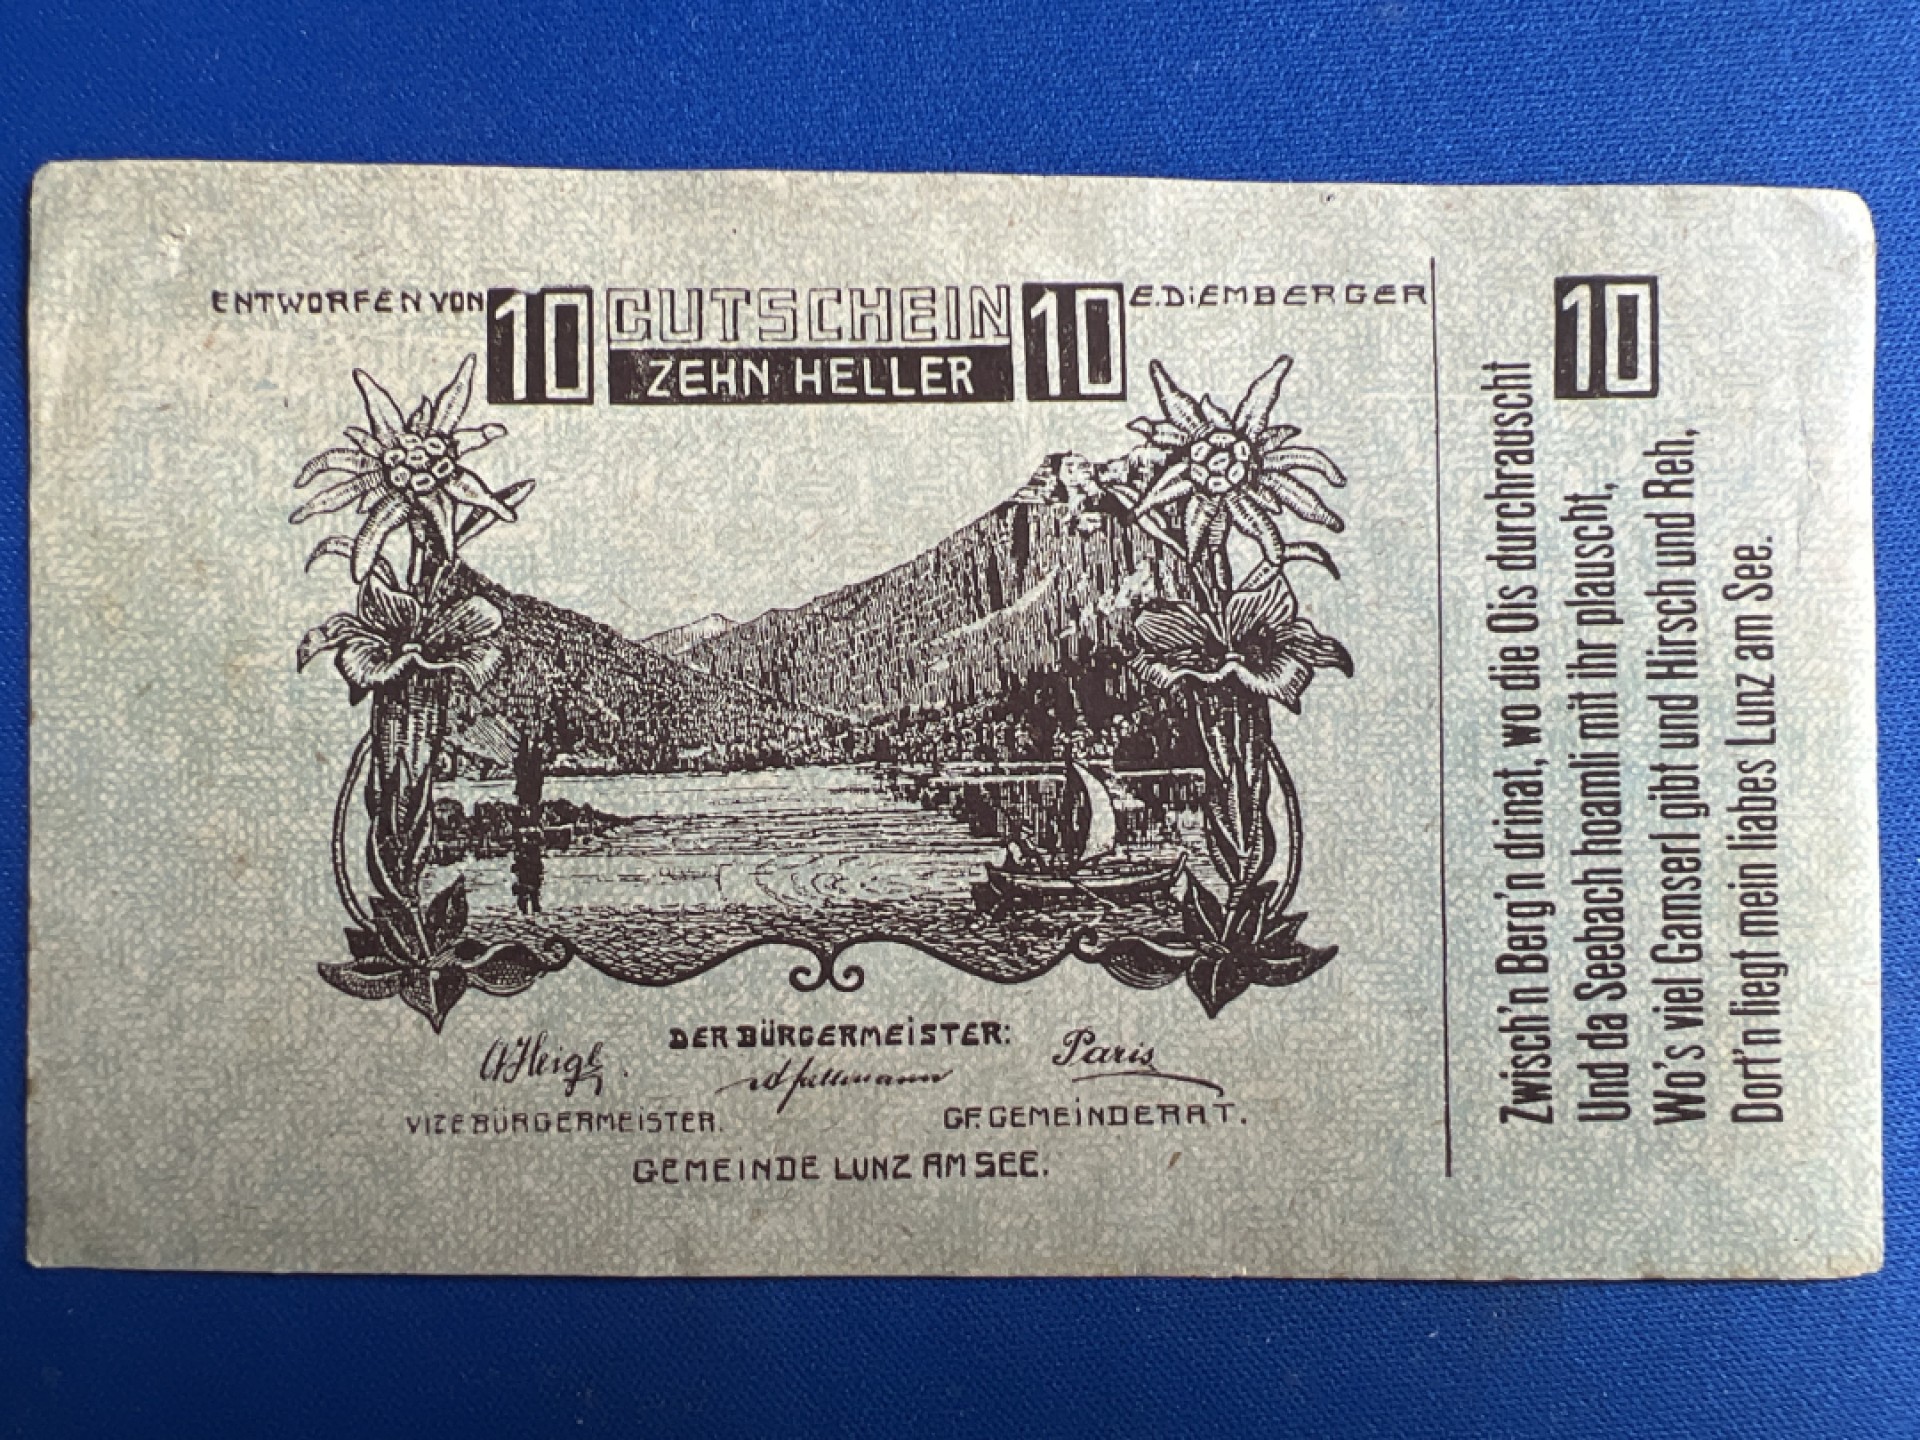 ENTWORFEN VON 10 GUTSCHEIN 10 E.DiEMBERGER
ZEHN HELLER
DER BÜRGERMEiSTER:
Heigl. Paris
VIZEBÜRGERMEISTER. GF. GEMEiNDERAT.
GEMEINDE LUNZ AM SEE.
10
Zwisch'n Berg'n drinat, wo die Ois durchrauscht
Und da Seebach hoamli mit ihr plauscht,
Wo's viel Gamserl gibt und Hirsch und Reh,
Dort'n liegt mein liabes Lunz am See.